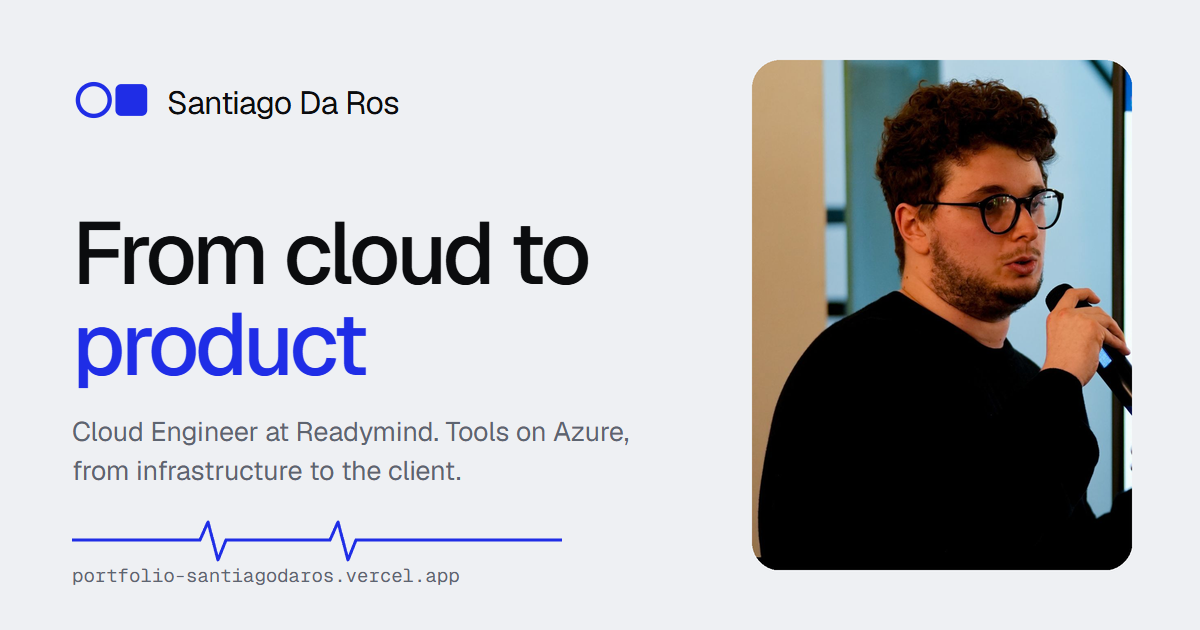 Santiago Da Ros
From cloud to
product
Cloud Engineer at Readymind. Tools on Azure,
from infrastructure to the client.
portfolio-santiagodaros.vercel.app